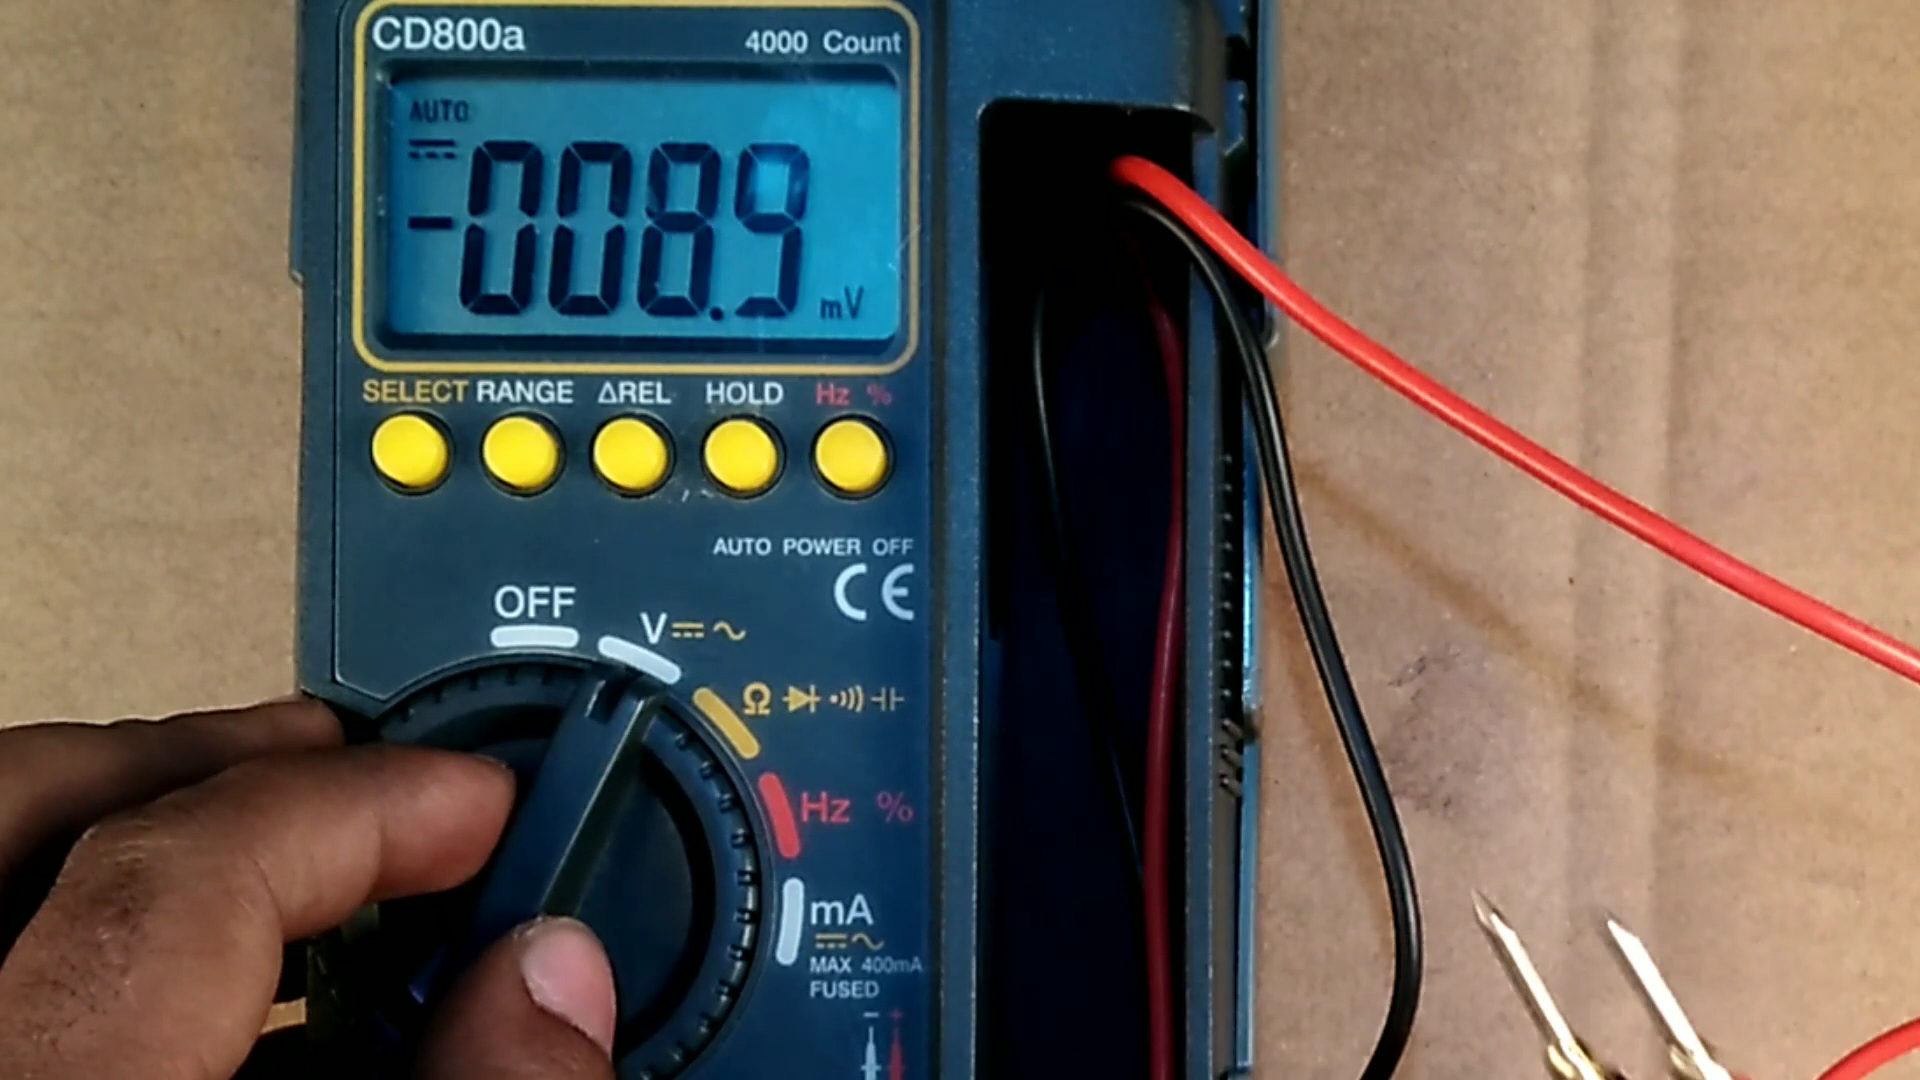 CD800a 4000 Count
AUTO
-008.9 mV
SELECT RANGE ΔREL HOLD Hz %
AUTO POWER OFF
CE
OFF
V ⎓ ~
Ω
Hz %
mA
⎓ ~
MAX 400mA
FUSED
- +